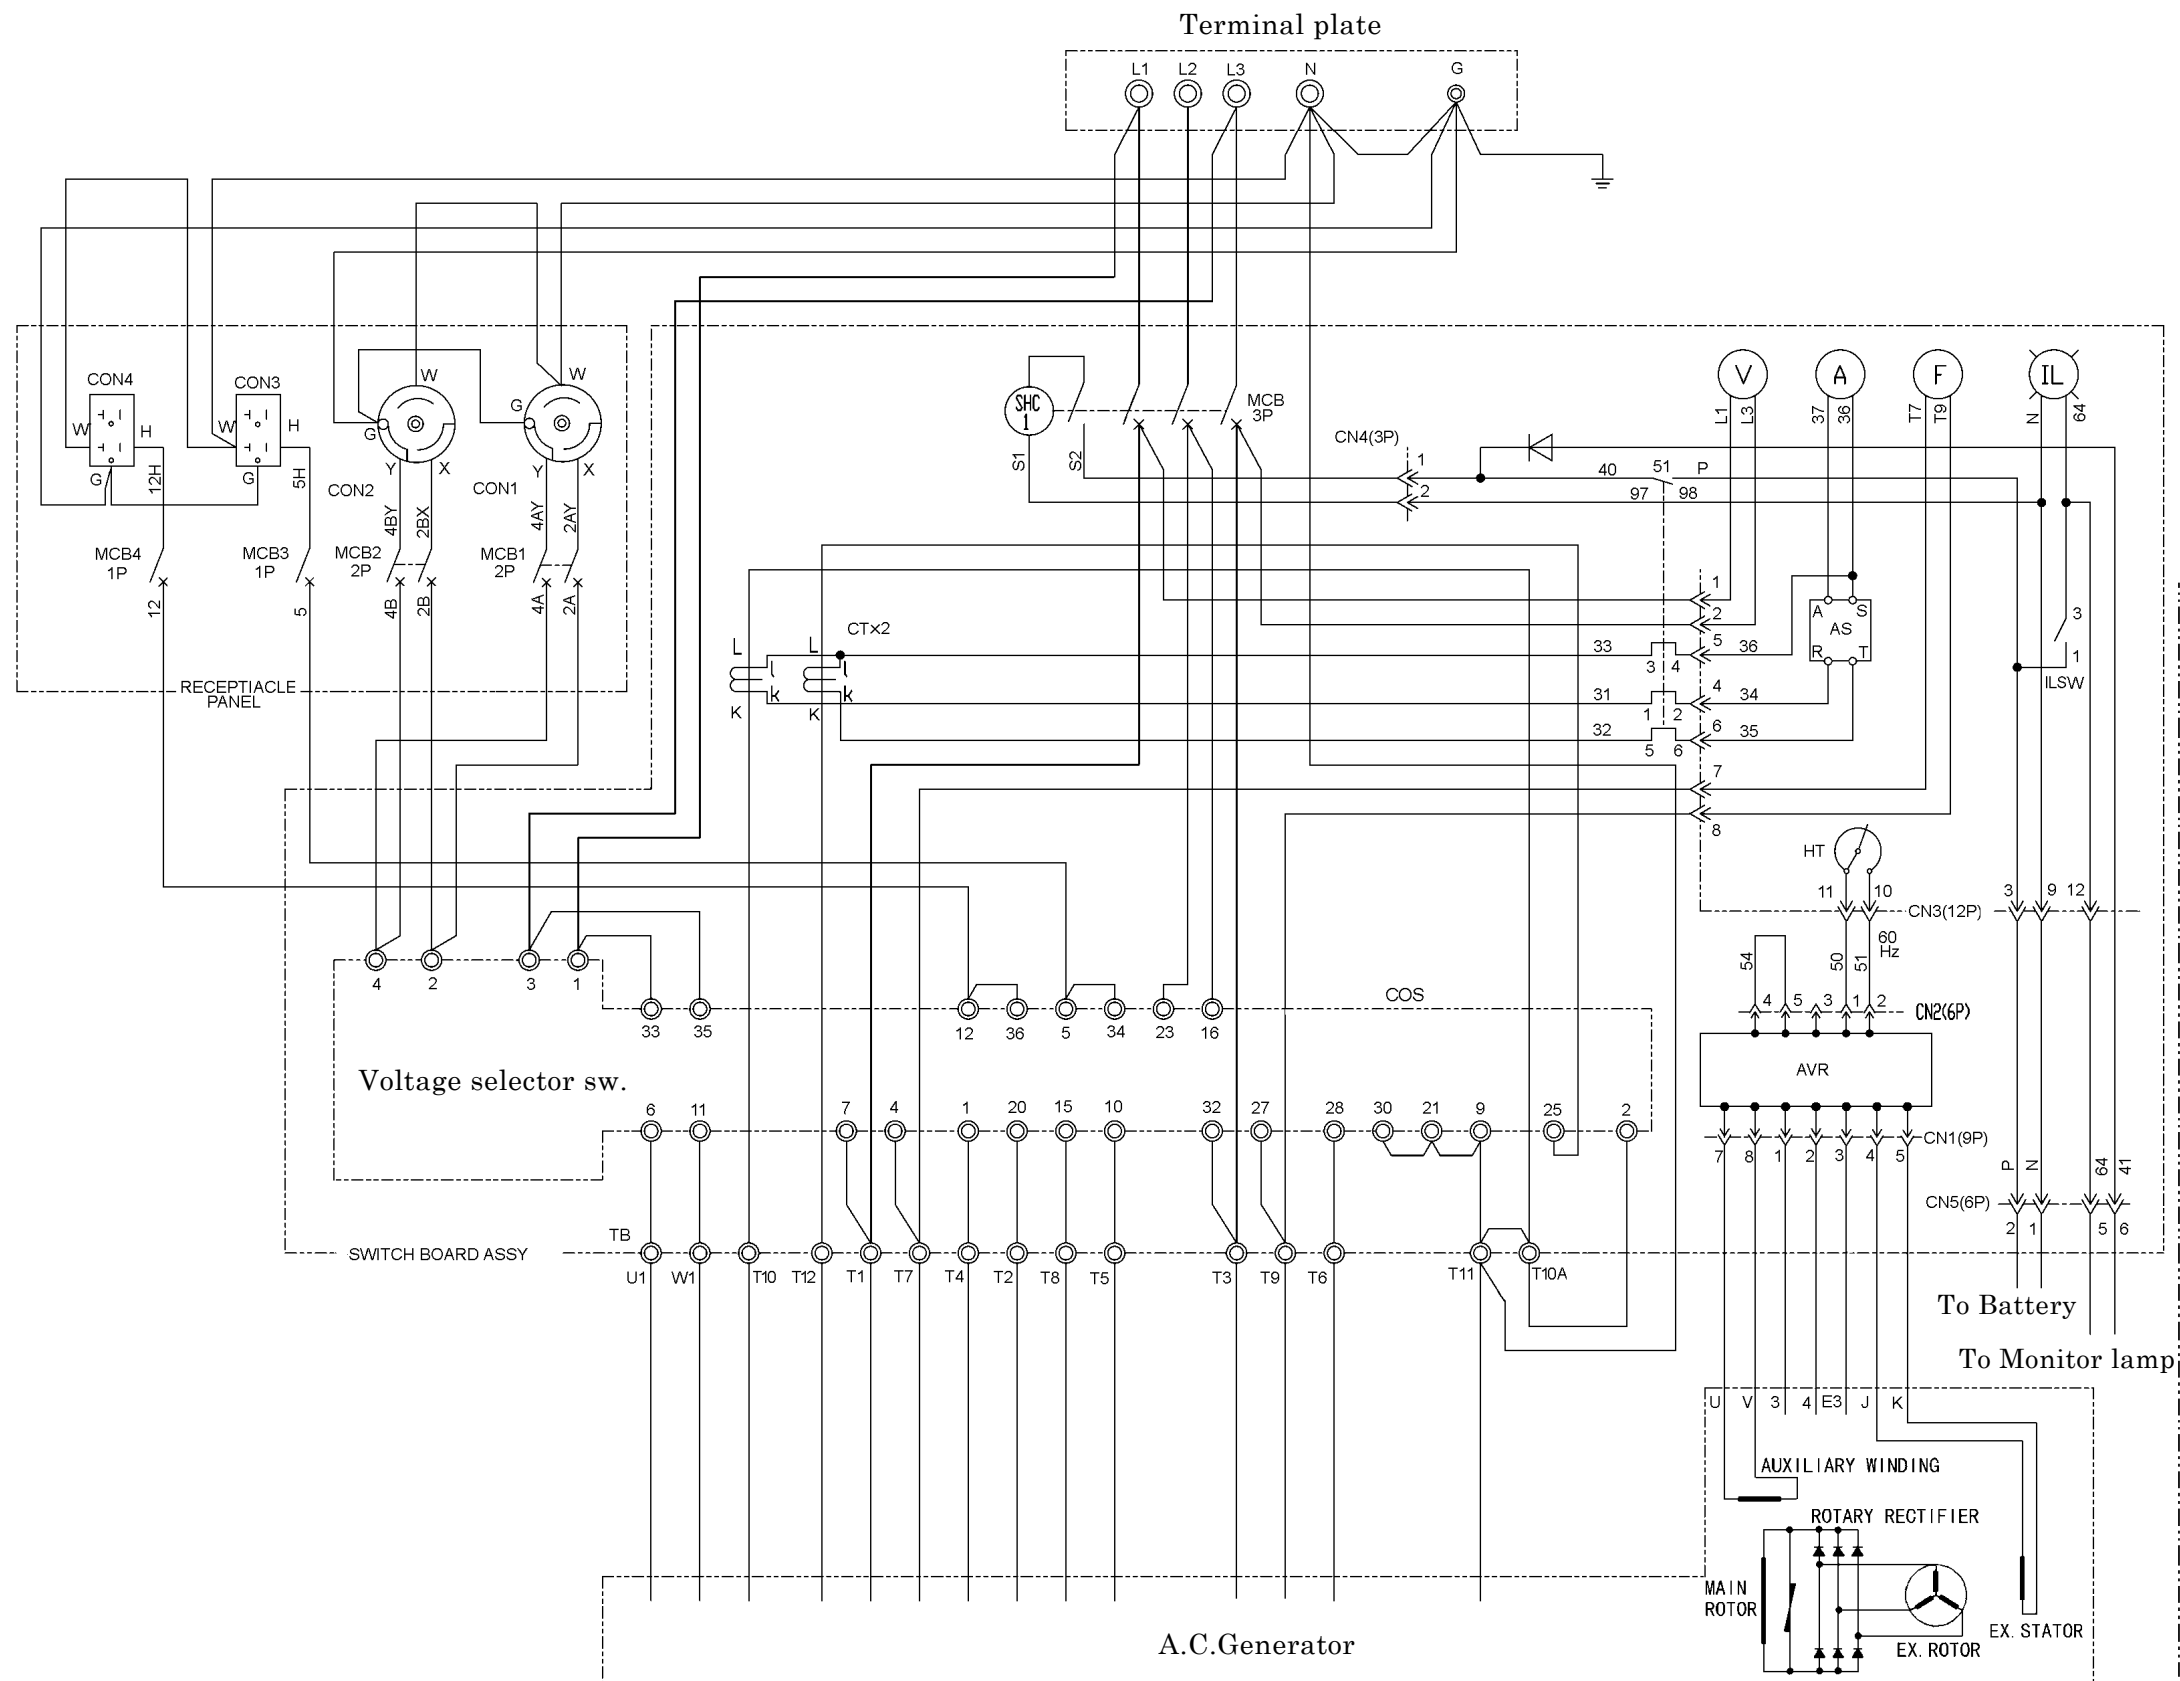 Terminal plate
L1 L2 L3 N G
CON4
CON3
W H
W H
G
G
12H
5H
W
W
G
G
Y X
Y X
CON2
CON1
4BY
2BX
4AY
2AY
MCB4
1P
MCB3
1P
MCB2
2P
MCB1
2P
12
5
4B
2B
4A
2A
RECEPTIACLE
PANEL
SHC
1
S1
S2
MCB
3P
CN4(3P)
1
2
40 51 P
97 98
V A F IL
L1
L3
37
36
T7
T9
N
64
A S
AS
R T
3
1
ILSW
CT×2
L L
l l
k k
K K
33
3 4
31
1 2
32
5 6
1
2
5
36
4
34
6
35
7
8
HT
11 10
3 9 12
CN3(12P)
60
Hz
54
50
51
4 5 3 1 2
CN2(6P)
AVR
CN1(9P)
7 8 1 2 3 4 5
P
N
64
41
CN5(6P)
2 1 5 6
To Battery
To Monitor lamp
4 2 3 1
33 35 12 36 5 34 23 16
COS
Voltage selector sw.
6 11 7 4 1 20 15 10 32 27 28 30 21 9 25 2
TB
SWITCH BOARD ASSY
U1 W1 T10 T12 T1 T7 T4 T2 T8 T5 T3 T9 T6 T11 T10A
U V 3 4 E3 J K
AUXILIARY WINDING
ROTARY RECTIFIER
MAIN
ROTOR
EX. ROTOR
EX. STATOR
A.C.Generator